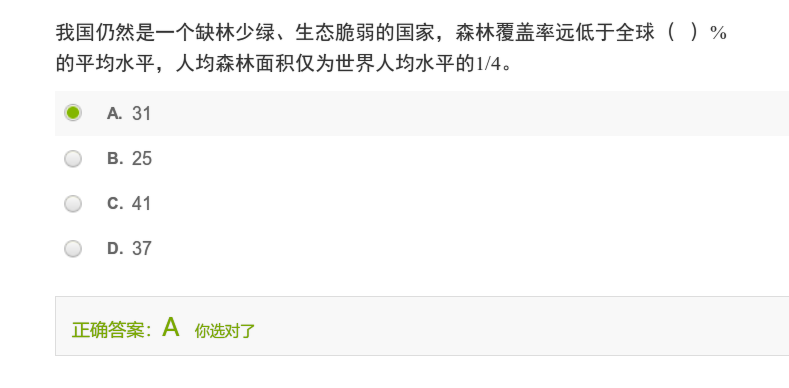 我国仍然是一个缺林少绿、生态脆弱的国家，森林覆盖率远低于全球（ ）%
的平均水平，人均森林面积仅为世界人均水平的1/4。
A. 31
B. 25
C. 41
D. 37
正确答案：A 你选对了